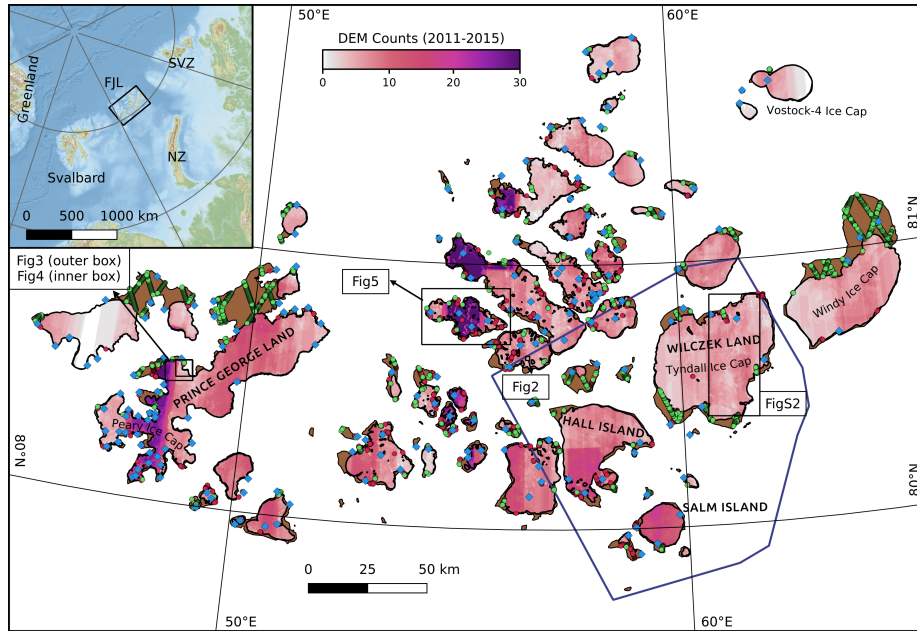 50°E
60°E
DEM Counts (2011-2015)
0
10
20
30
Greenland
FJL
SVZ
NZ
Svalbard
0
500
1000 km
Vostock-4 Ice Cap
81°N
Fig3 (outer box)
Fig4 (inner box)
Fig5
Windy Ice Cap
PRINCE GEORGE LAND
WILCZEK LAND
Tyndall Ice Cap
Fig2
FigS2
Peary Ice Cap
HALL ISLAND
80°N
80°N
SALM ISLAND
0
25
50 km
50°E
60°E